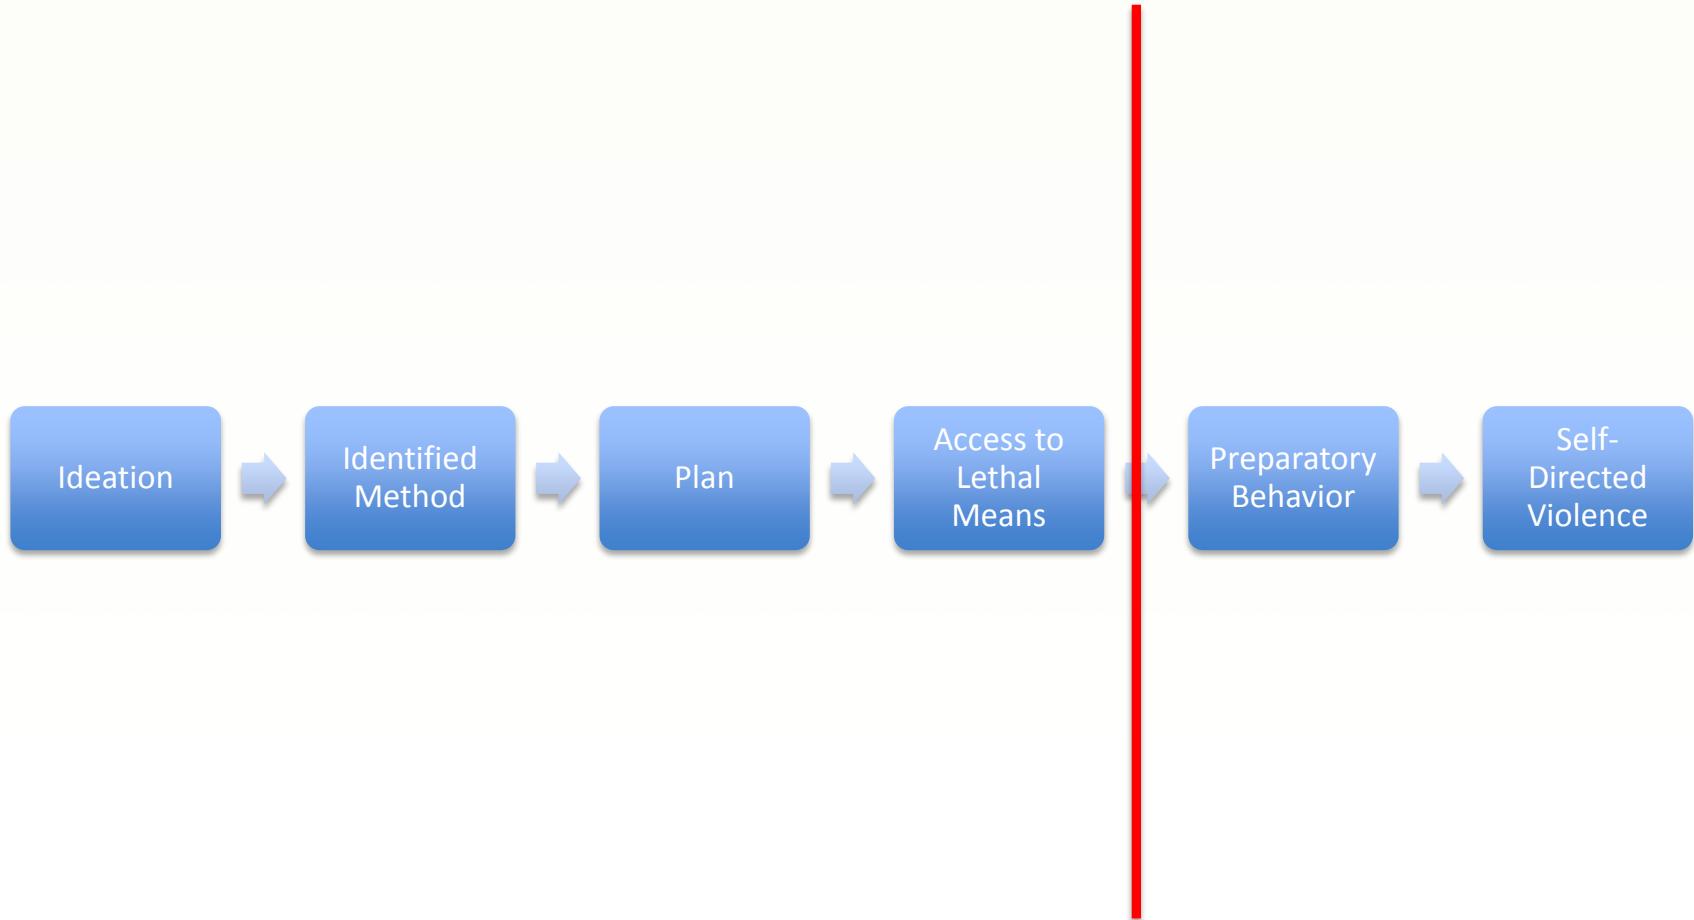 Ideation
Identified
Method
Plan
Access to
Lethal
Means
Preparatory
Behavior
Self-
Directed
Violence